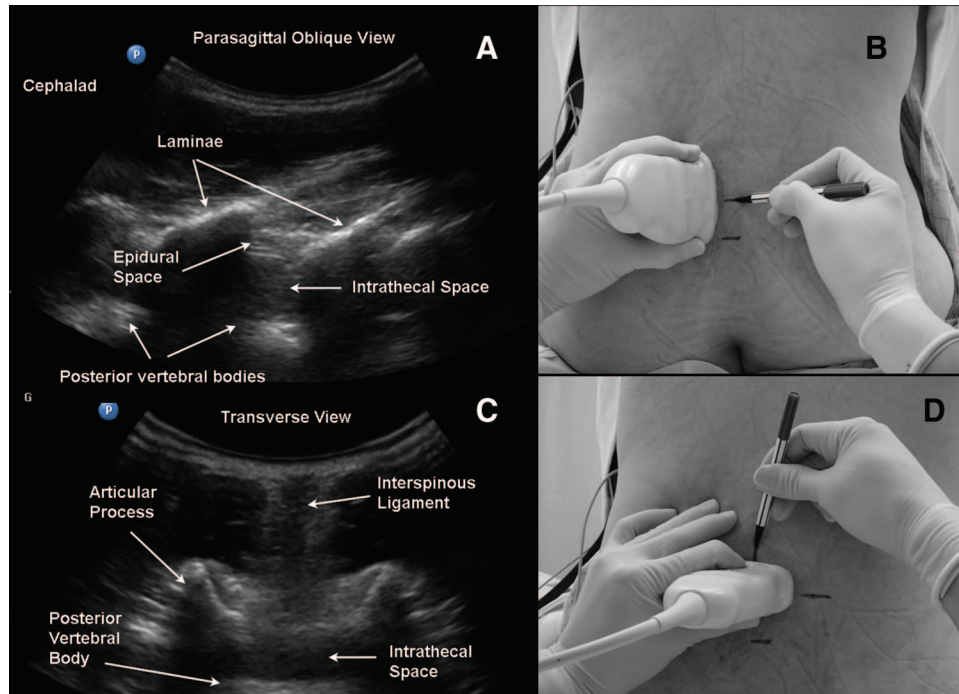 Parasagittal Oblique View
A
P
Cephalad
Laminae
Epidural
Space
Intrathecal Space
Posterior vertebral bodies
B
G
P
Transverse View
C
Articular
Process
Interspinous
Ligament
Posterior
Vertebral
Body
Intrathecal
Space
D